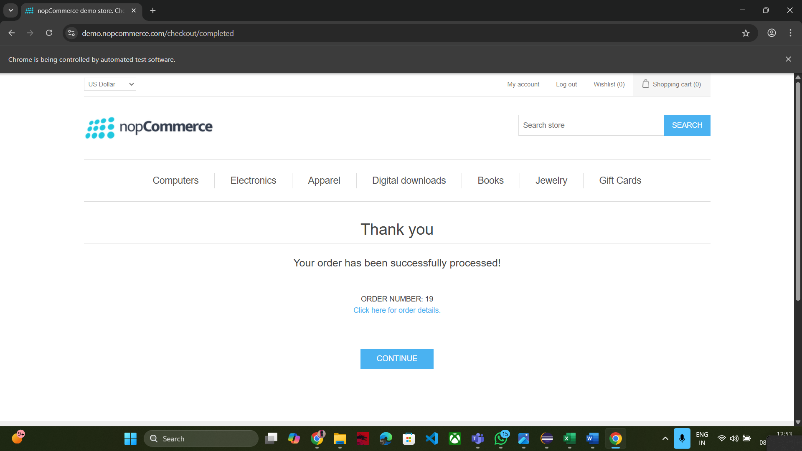 nopCommerce demo store. Ch
demo.nopcommerce.com/checkout/completed
Chrome is being controlled by automated test software.
US Dollar
My account
Log out
Wishlist (0)
Shopping cart (0)
nopCommerce
Search store
SEARCH
Computers
Electronics
Apparel
Digital downloads
Books
Jewelry
Gift Cards
Thank you
Your order has been successfully processed!
ORDER NUMBER: 19
Click here for order details.
CONTINUE
Search
ENG
IN
08